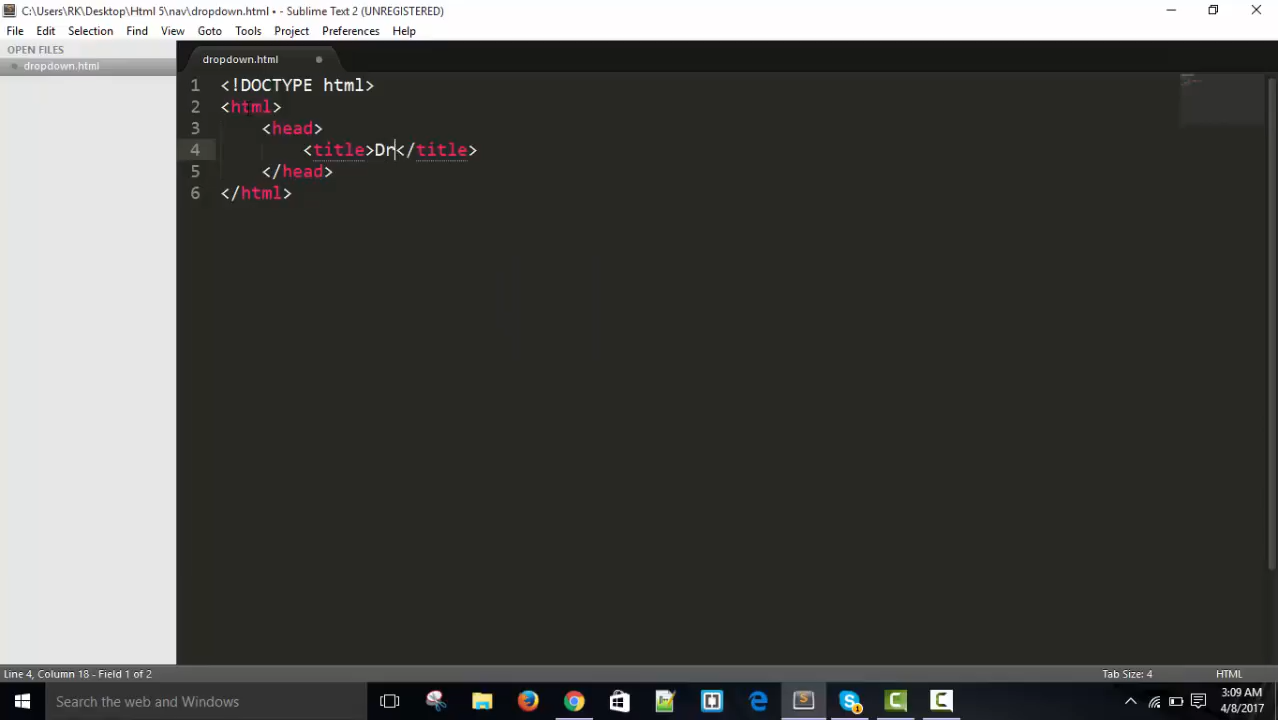 C:\Users\RK\Desktop\Html 5\nav\dropdown.html • - Sublime Text 2 (UNREGISTERED)
File Edit Selection Find View Goto Tools Project Preferences Help
OPEN FILES
dropdown.html
dropdown.html
1 <!DOCTYPE html>
2 <html>
3 <head>
4 <title>Dr</title>
5 </head>
6 </html>
Line 4, Column 18 - Field 1 of 2
Tab Size: 4
HTML
Search the web and Windows
3:09 AM
4/8/2017